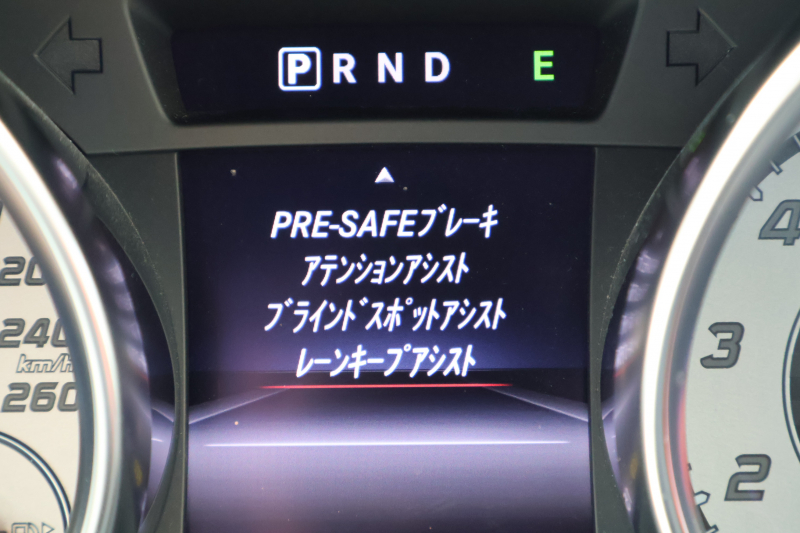 PRND E
PRE-SAFEブレーキ
アテンションアシスト
ブラインドスポットアシスト
レーンキープアシスト
20
240
km/h
260
4
3
2